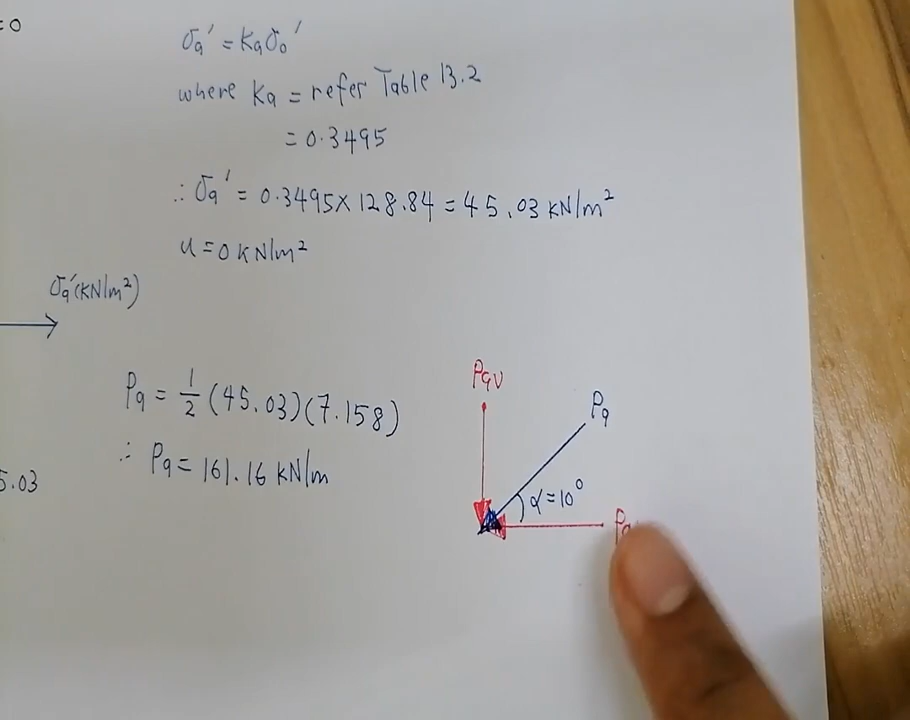 =0
σa' = Kaσo'
where Ka = refer Table 13.2
= 0.3495
∴ σa' = 0.3495 × 128.84 = 45.03 kN/m²
u = 0 kN/m²
σa'(kN/m²)
Pa = 1/2 (45.03)(7.158)
∴ Pa = 161.16 kN/m
5.03
Pav
Pa
α = 10°